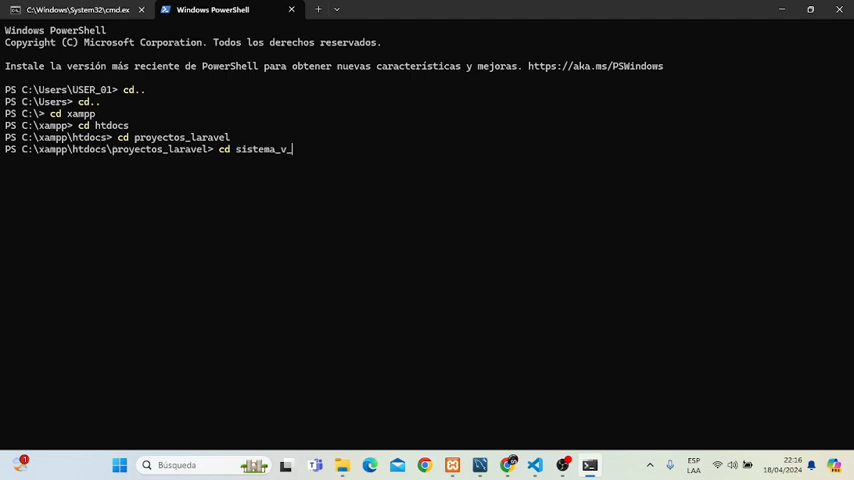 C:\Windows\System32\cmd.ex
Windows PowerShell
Windows PowerShell
Copyright (C) Microsoft Corporation. Todos los derechos reservados.
Instale la versión más reciente de PowerShell para obtener nuevas características y mejoras. https://aka.ms/PSWindows
PS C:\Users\USER_01> cd..
PS C:\Users> cd..
PS C:\> cd xampp
PS C:\xampp> cd htdocs
PS C:\xampp\htdocs> cd proyectos_laravel
PS C:\xampp\htdocs\proyectos_laravel> cd sistema_v_
1
Búsqueda
ESP
LAA
22:16
18/04/2024